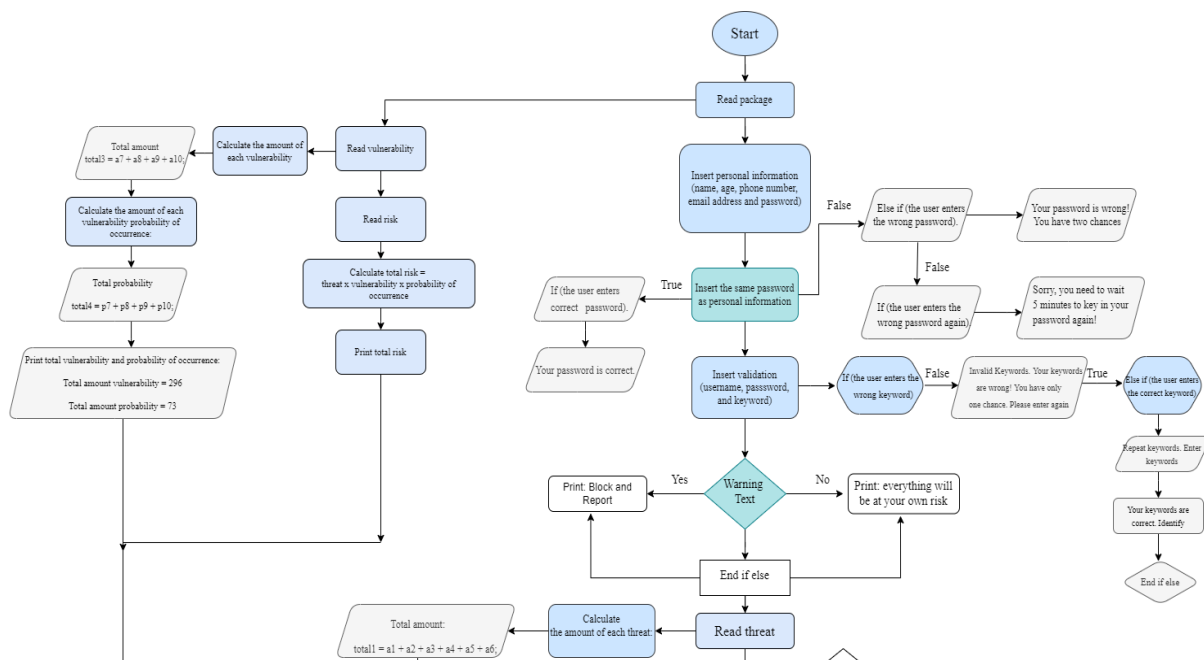 Start
Read package
Total amount
total3 = a7 + a8 + a9 + a10;
Calculate the amount of
each vulnerability
Read vulnerability
Insert personal information
(name, age, phone number,
email address and password)
False
Else if (the user enters
the wrong password).
Your password is wrong!
You have two chances
Calculate the amount of each
vulnerability probability of
occurrence:
Read risk
False
Total probability
total4 = p7 + p8 + p9 + p10;
Calculate total risk =
threat x vulnerability x probability of
occurrence
If (the user enters
correct password).
True
Insert the same password
as personal information
If (the user enters the
wrong password again)
Sorry, you need to wait
5 minutes to key in your
password again!
Print total vulnerability and probability of occurrence:
Total amount vulnerability = 296
Total amount probability = 73
Print total risk
Your password is correct.
Insert validation
(username, passsword,
and keyword)
If (the user enters the
wrong keyword)
False
Invalid Keywords. Your keywords
are wrong! You have only
one chance. Please enter again
True
Else if (the user enters
the correct keyword)
Repeat keywords. Enter
keywords
Print: Block and
Report
Yes
Warning
Text
No
Print: everything will
be at your own risk
Your keywords are
correct. Identify
End if else
End if else
Total amount:
total1 = a1 + a2 + a3 + a4 + a5 + a6;
Calculate
the amount of each threat:
Read threat